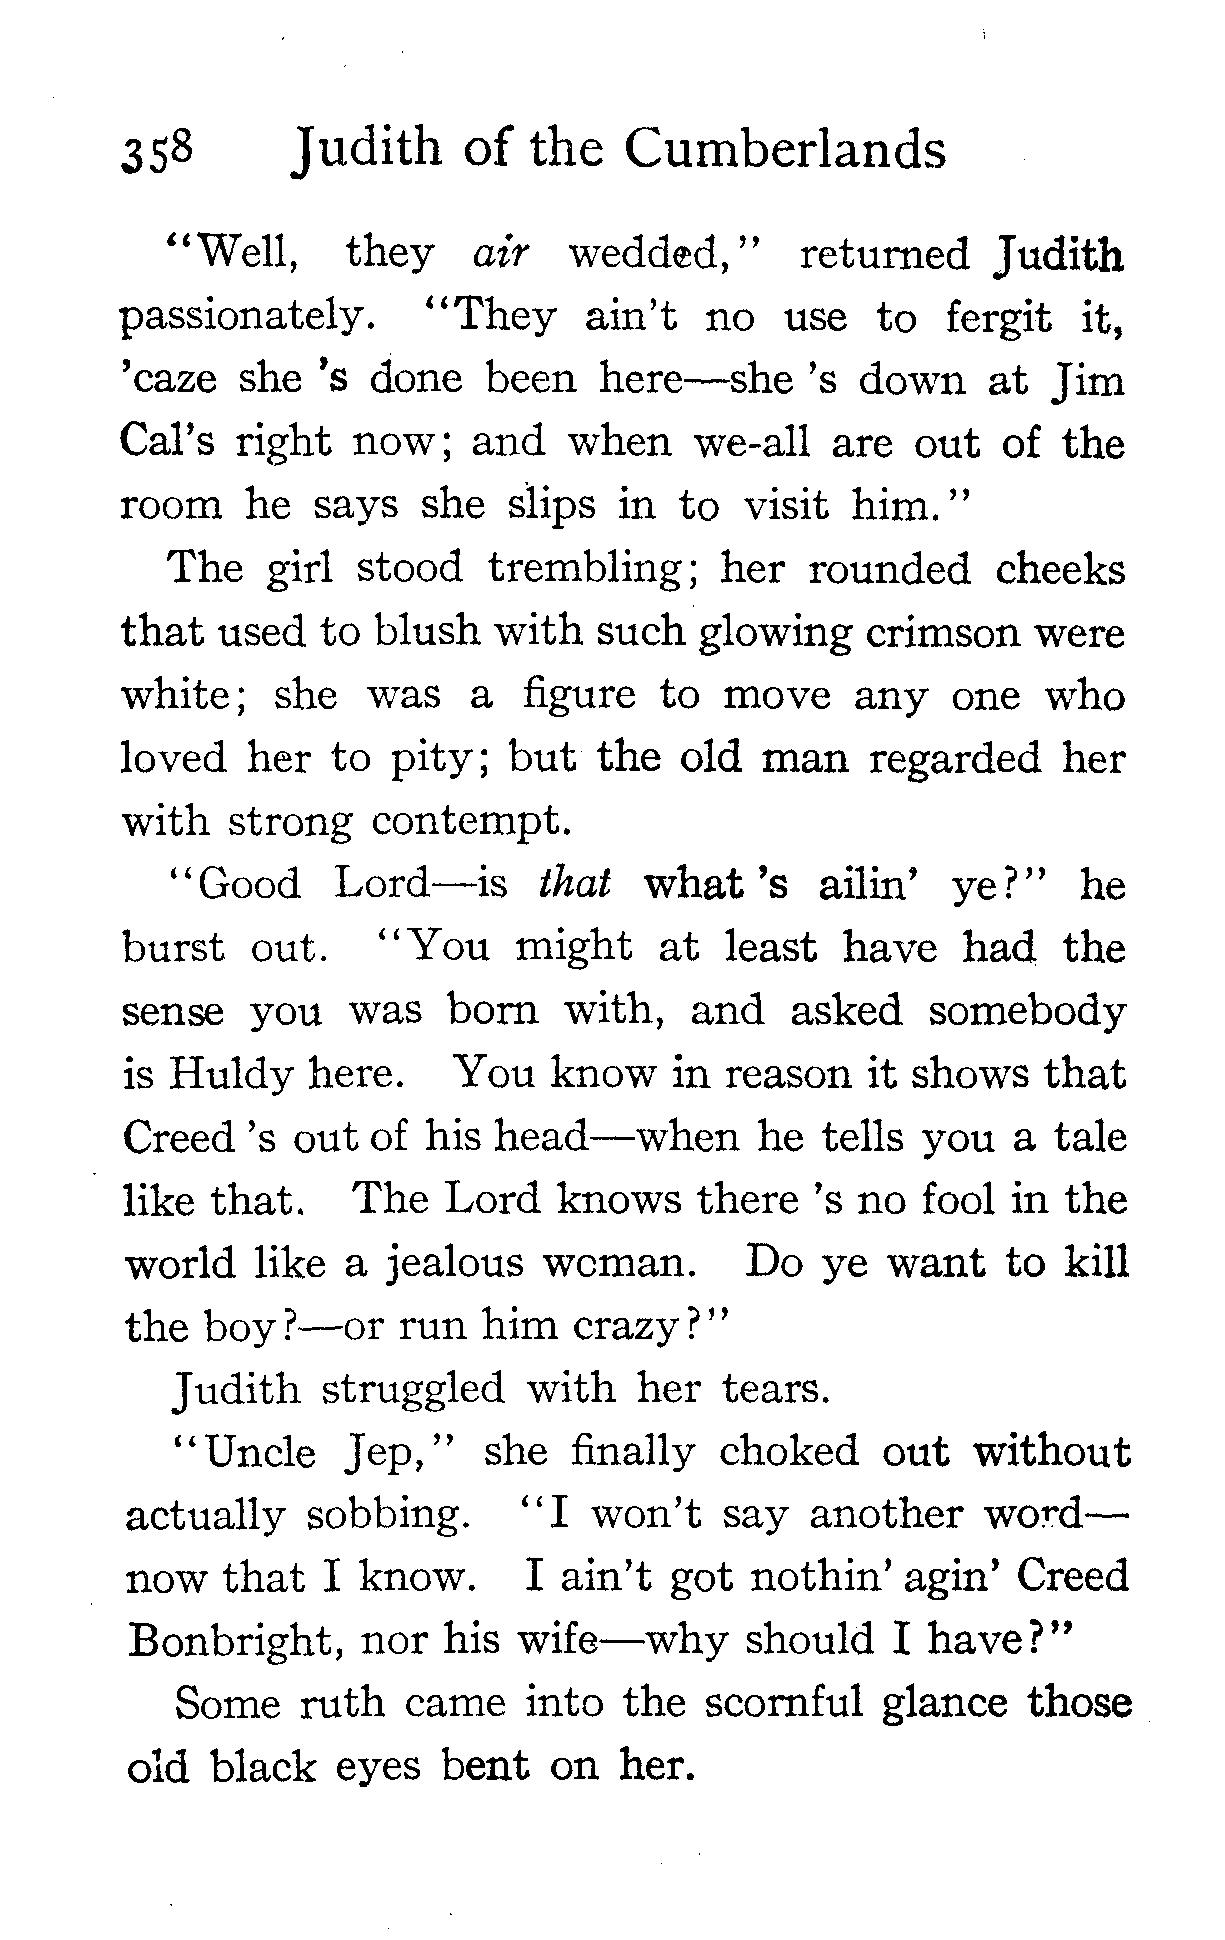 358 Judith of the Cumberlands
"Well, they air wedded," returned Judith
passionately. "They ain't no use to fergit it,
'caze she 's done been here—she 's down at Jim
Cal's right now; and when we-all are out of the
room he says she slips in to visit him."
The girl stood trembling; her rounded cheeks
that used to blush with such glowing crimson were
white; she was a figure to move any one who
loved her to pity; but the old man regarded her
with strong contempt.
"Good Lord—is that what 's ailin' ye?" he
burst out. "You might at least have had the
sense you was born with, and asked somebody
is Huldy here. You know in reason it shows that
Creed 's out of his head—when he tells you a tale
like that. The Lord knows there 's no fool in the
world like a jealous woman. Do ye want to kill
the boy?—or run him crazy?"
Judith struggled with her tears.
"Uncle Jep," she finally choked out without
actually sobbing. "I won't say another word—
now that I know. I ain't got nothin' agin' Creed
Bonbright, nor his wife—why should I have?"
Some ruth came into the scornful glance those
old black eyes bent on her.